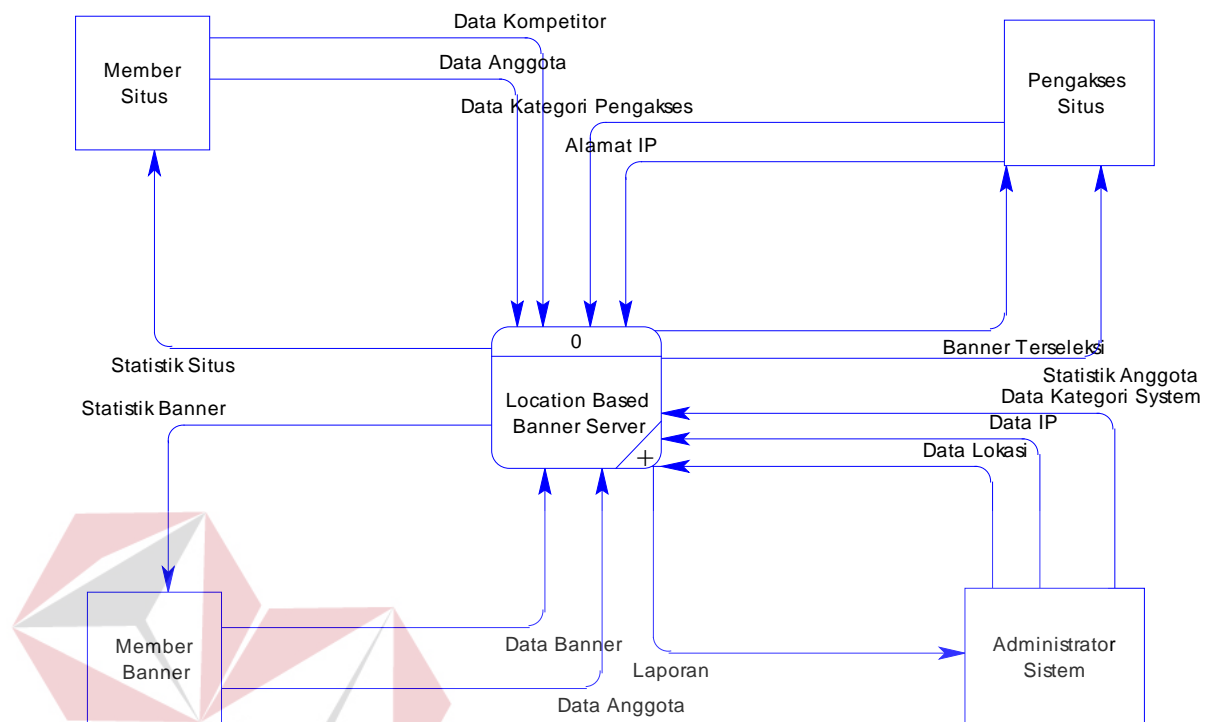 Data Kompetitor
Member
Situs
Data Anggota
Pengakses
Situs
Data Kategori Pengakses
Alamat IP
0
Banner Terseleksi
Statistik Situs
Statistik Anggota
Data Kategori System
Statistik Banner
Location Based
Banner Server
Data IP
Data Lokasi
+
Member
Banner
Data Banner
Laporan
Administrator
Sistem
Data Anggota